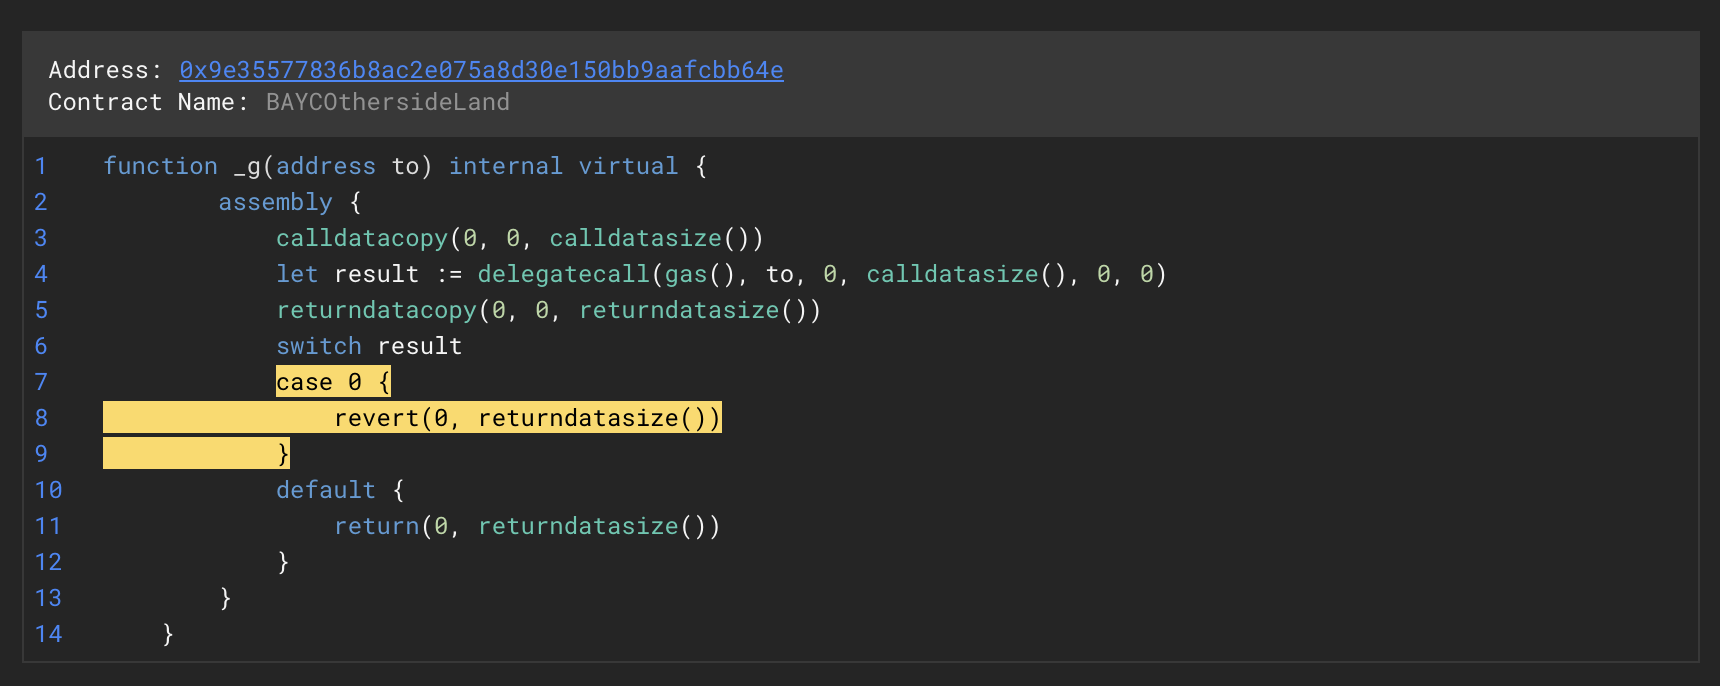 Address: 0x9e35577836b8ac2e075a8d30e150bb9aafcbb64e
Contract Name: BAYCOthersideLand
1 function _g(address to) internal virtual {
2 assembly {
3 calldatacopy(0, 0, calldatasize())
4 let result := delegatecall(gas(), to, 0, calldatasize(), 0, 0)
5 returndatacopy(0, 0, returndatasize())
6 switch result
7 case 0 {
8 revert(0, returndatasize())
9 }
10 default {
11 return(0, returndatasize())
12 }
13 }
14 }